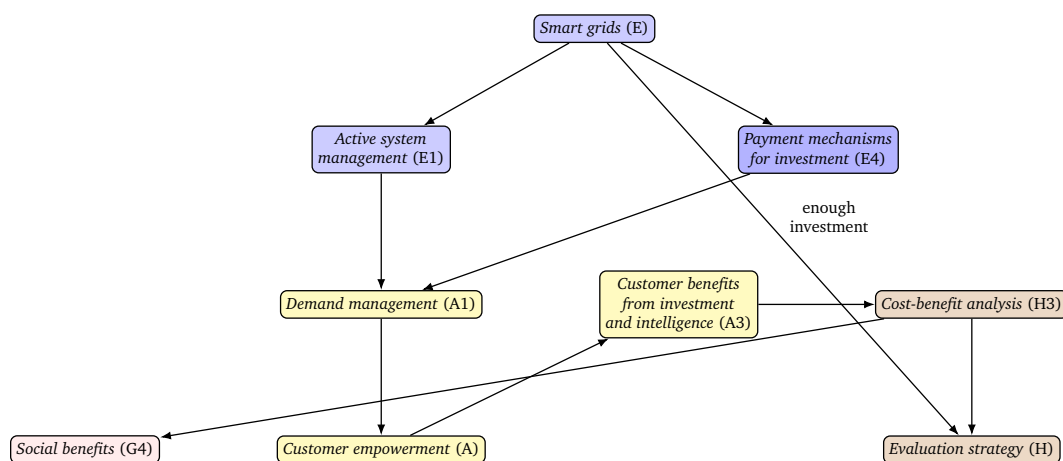 Smart grids (E)
Active system
management (E1)
Payment mechanisms
for investment (E4)
enough
investment
Demand management (A1)
Customer benefits
from investment
and intelligence (A3)
Cost-benefit analysis (H3)
Social benefits (G4)
Customer empowerment (A)
Evaluation strategy (H)